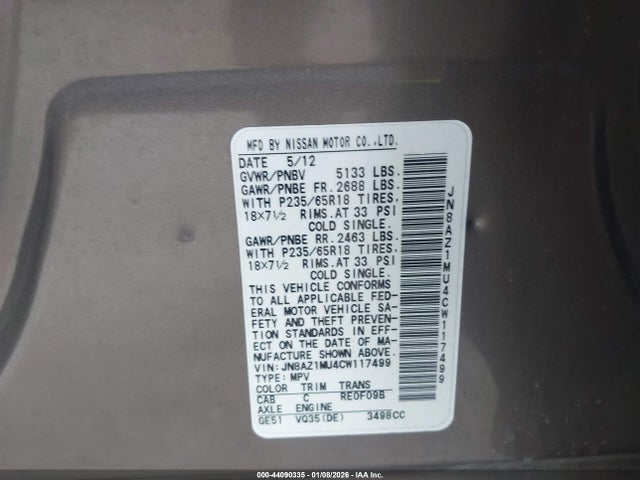 MFD BY NISSAN MOTOR CO.,LTD.
DATE 5/12
GVWR/PNBV 5133 LBS.
GAWR/PNBE FR. 2688 LBS.
WITH P235/65R18 TIRES.
18×7½ RIMS.AT 33 PSI
COLD SINGLE.
GAWR/PNBE RR. 2463 LBS.
WITH P235/65R18 TIRES.
18×7½ RIMS.AT 33 PSI
COLD SINGLE.
THIS VEHICLE CONFORMS
TO ALL APPLICABLE FED-
ERAL MOTOR VEHICLE SA-
FETY AND THEFT PREVEN-
TION STANDARDS IN EFF-
ECT ON THE DATE OF MA-
NUFACTURE SHOWN ABOVE.
VIN: JN8AZ1MU4CW117499
TYPE: MPV
COLOR TRIM TRANS
CAB C RE0F09B
AXLE ENGINE
GE51 VQ35(DE) 3498CC
JN8AZ1MU4CW117499
000-44090335 - 01/08/2026 - IAA Inc.